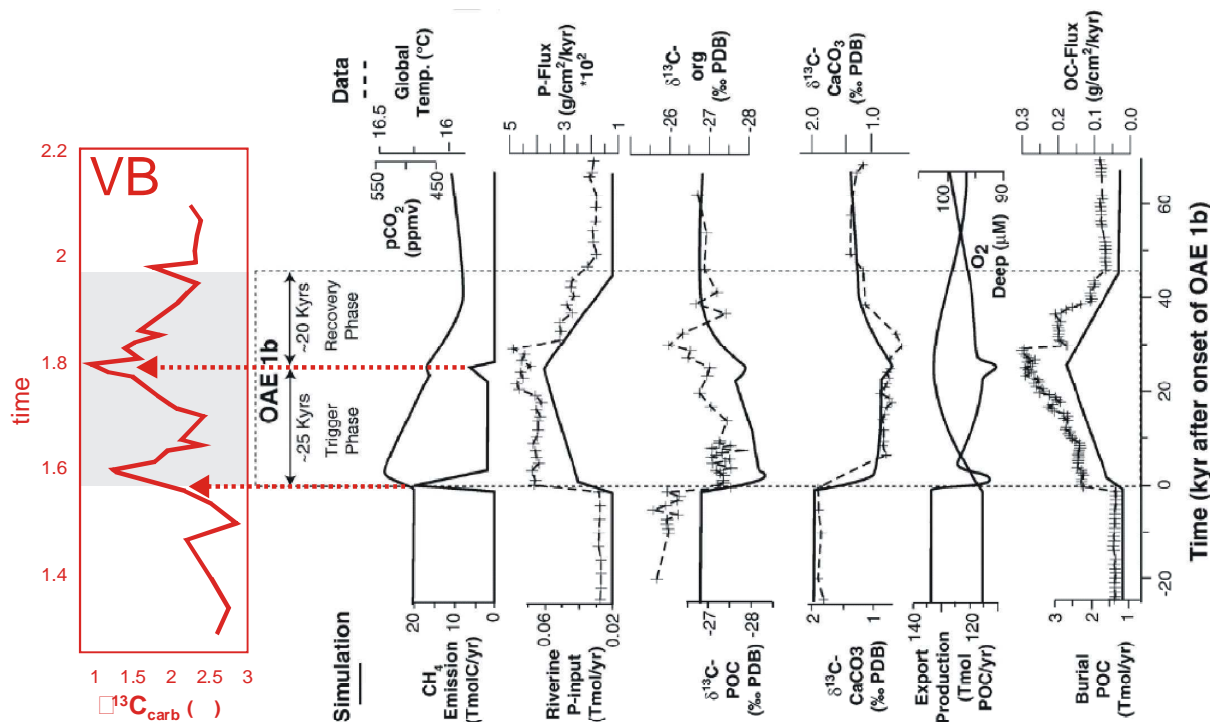 VB
2.2
2
1.8
1.6
1.4
time
1 1.5 2 2.5 3
□¹³Ccarb ( )
OAE 1b
~20 Kyrs
Recovery
Phase
~25 Kyrs
Trigger
Phase
Data
Simulation
16.5
16
Global
Temp. (°C)
550
450
pCO2
(ppmv)
20 10 0
CH4
Emission
(TmolC/yr)
P-Flux
(g/cm²/kyr)
*10²
5 3 1
0.06 0.02
Riverine
P-input
(Tmol/yr)
δ¹³C-
org
(‰ PDB)
-26 -27 -28
-27 -28
δ¹³C-
POC
(‰ PDB)
δ¹³C-
CaCO3
(‰ PDB)
2.0 1.0
2 1
δ¹³C-
CaCO3
(‰ PDB)
100 90
O2
Deep (µM)
140 120
Export
Production
(Tmol
POC/yr)
OC-Flux
(g/cm²/kyr)
0.3 0.2 0.1 0.0
3 2 1
Burial
POC
(Tmol/yr)
-20 0 20 40 60
Time (kyr after onset of OAE 1b)